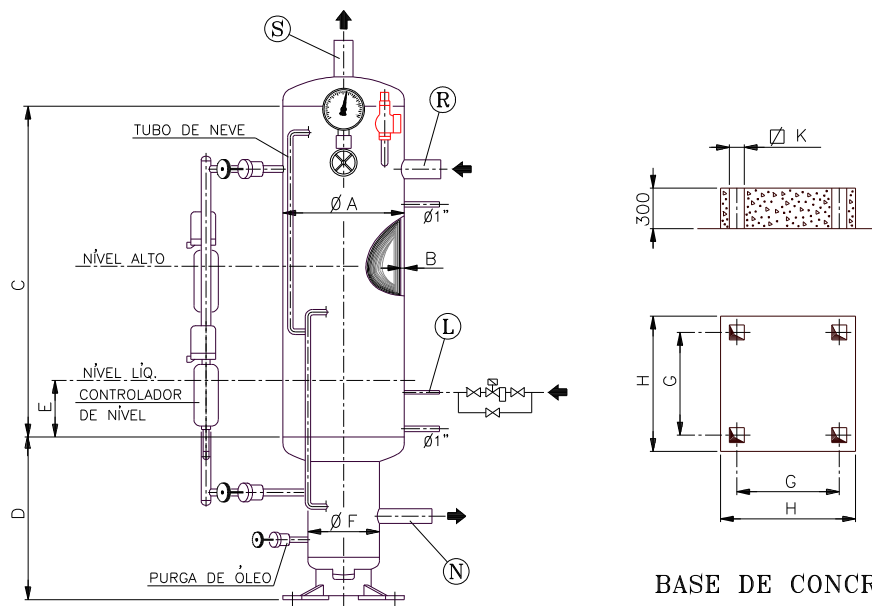 S
R
TUBO DE NEVE
Ø A
Ø1"
NÍVEL ALTO
B
C
L
NÍVEL LÍQ.
CONTROLADOR
DE NÍVEL
E
Ø1"
D
Ø F
N
PURGA DE ÓLEO
K
300
H
G
G
H
BASE DE CONCR